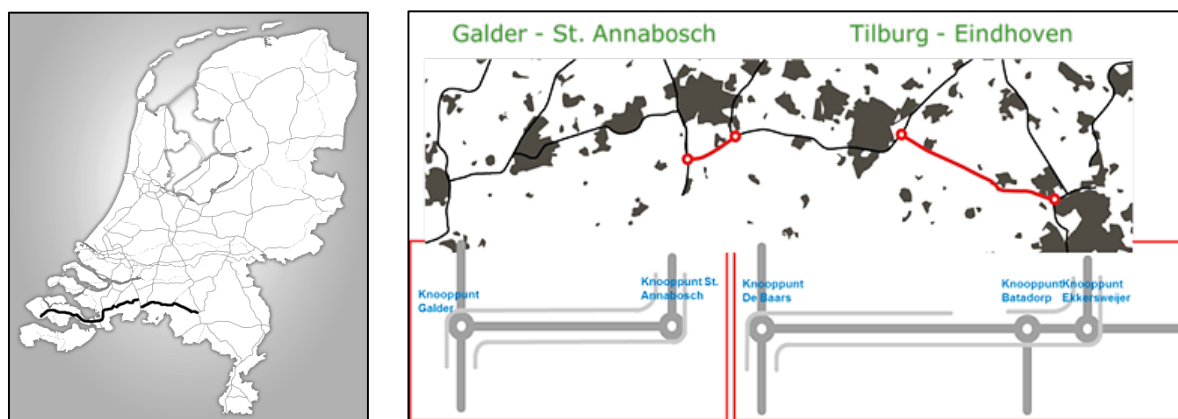 Galder - St. Annabosch
Tilburg - Eindhoven
Knooppunt
Galder
Knooppunt St.
Annabosch
Knooppunt
De Baars
Knooppunt
Batadorp
Knooppunt
Ekkersweijer